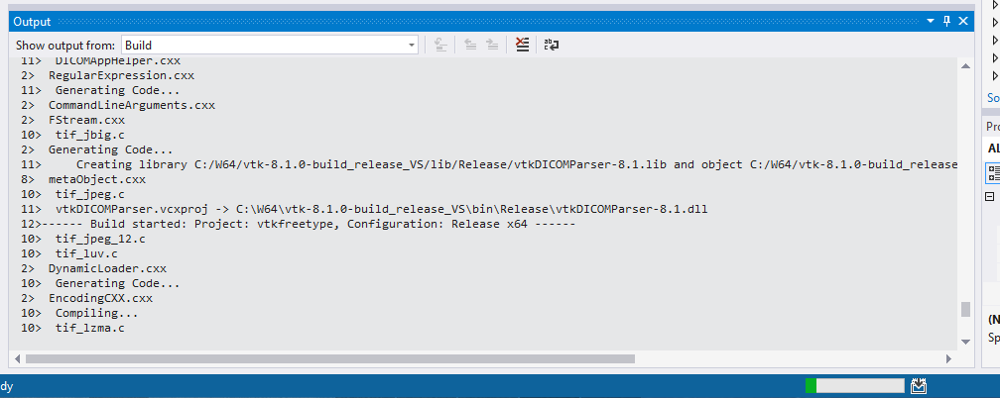 Output
Show output from: Build
11>  DICOMAppHelper.cxx
2>  RegularExpression.cxx
11>  Generating Code...
2>  CommandLineArguments.cxx
2>  FStream.cxx
10>  tif_jbig.c
2>  Generating Code...
11>     Creating library C:/W64/vtk-8.1.0-build_release_VS/lib/Release/vtkDICOMParser-8.1.lib and object C:/W64/vtk-8.1.0-build_release
8>  metaObject.cxx
10>  tif_jpeg.c
11>  vtkDICOMParser.vcxproj -> C:\W64\vtk-8.1.0-build_release_VS\bin\Release\vtkDICOMParser-8.1.dll
12>------ Build started: Project: vtkfreetype, Configuration: Release x64 ------
10>  tif_jpeg_12.c
10>  tif_luv.c
2>  DynamicLoader.cxx
10>  Generating Code...
2>  EncodingCXX.cxx
10>  Compiling...
10>  tif_lzma.c
So
Pro
AL
(N
Sp
dy